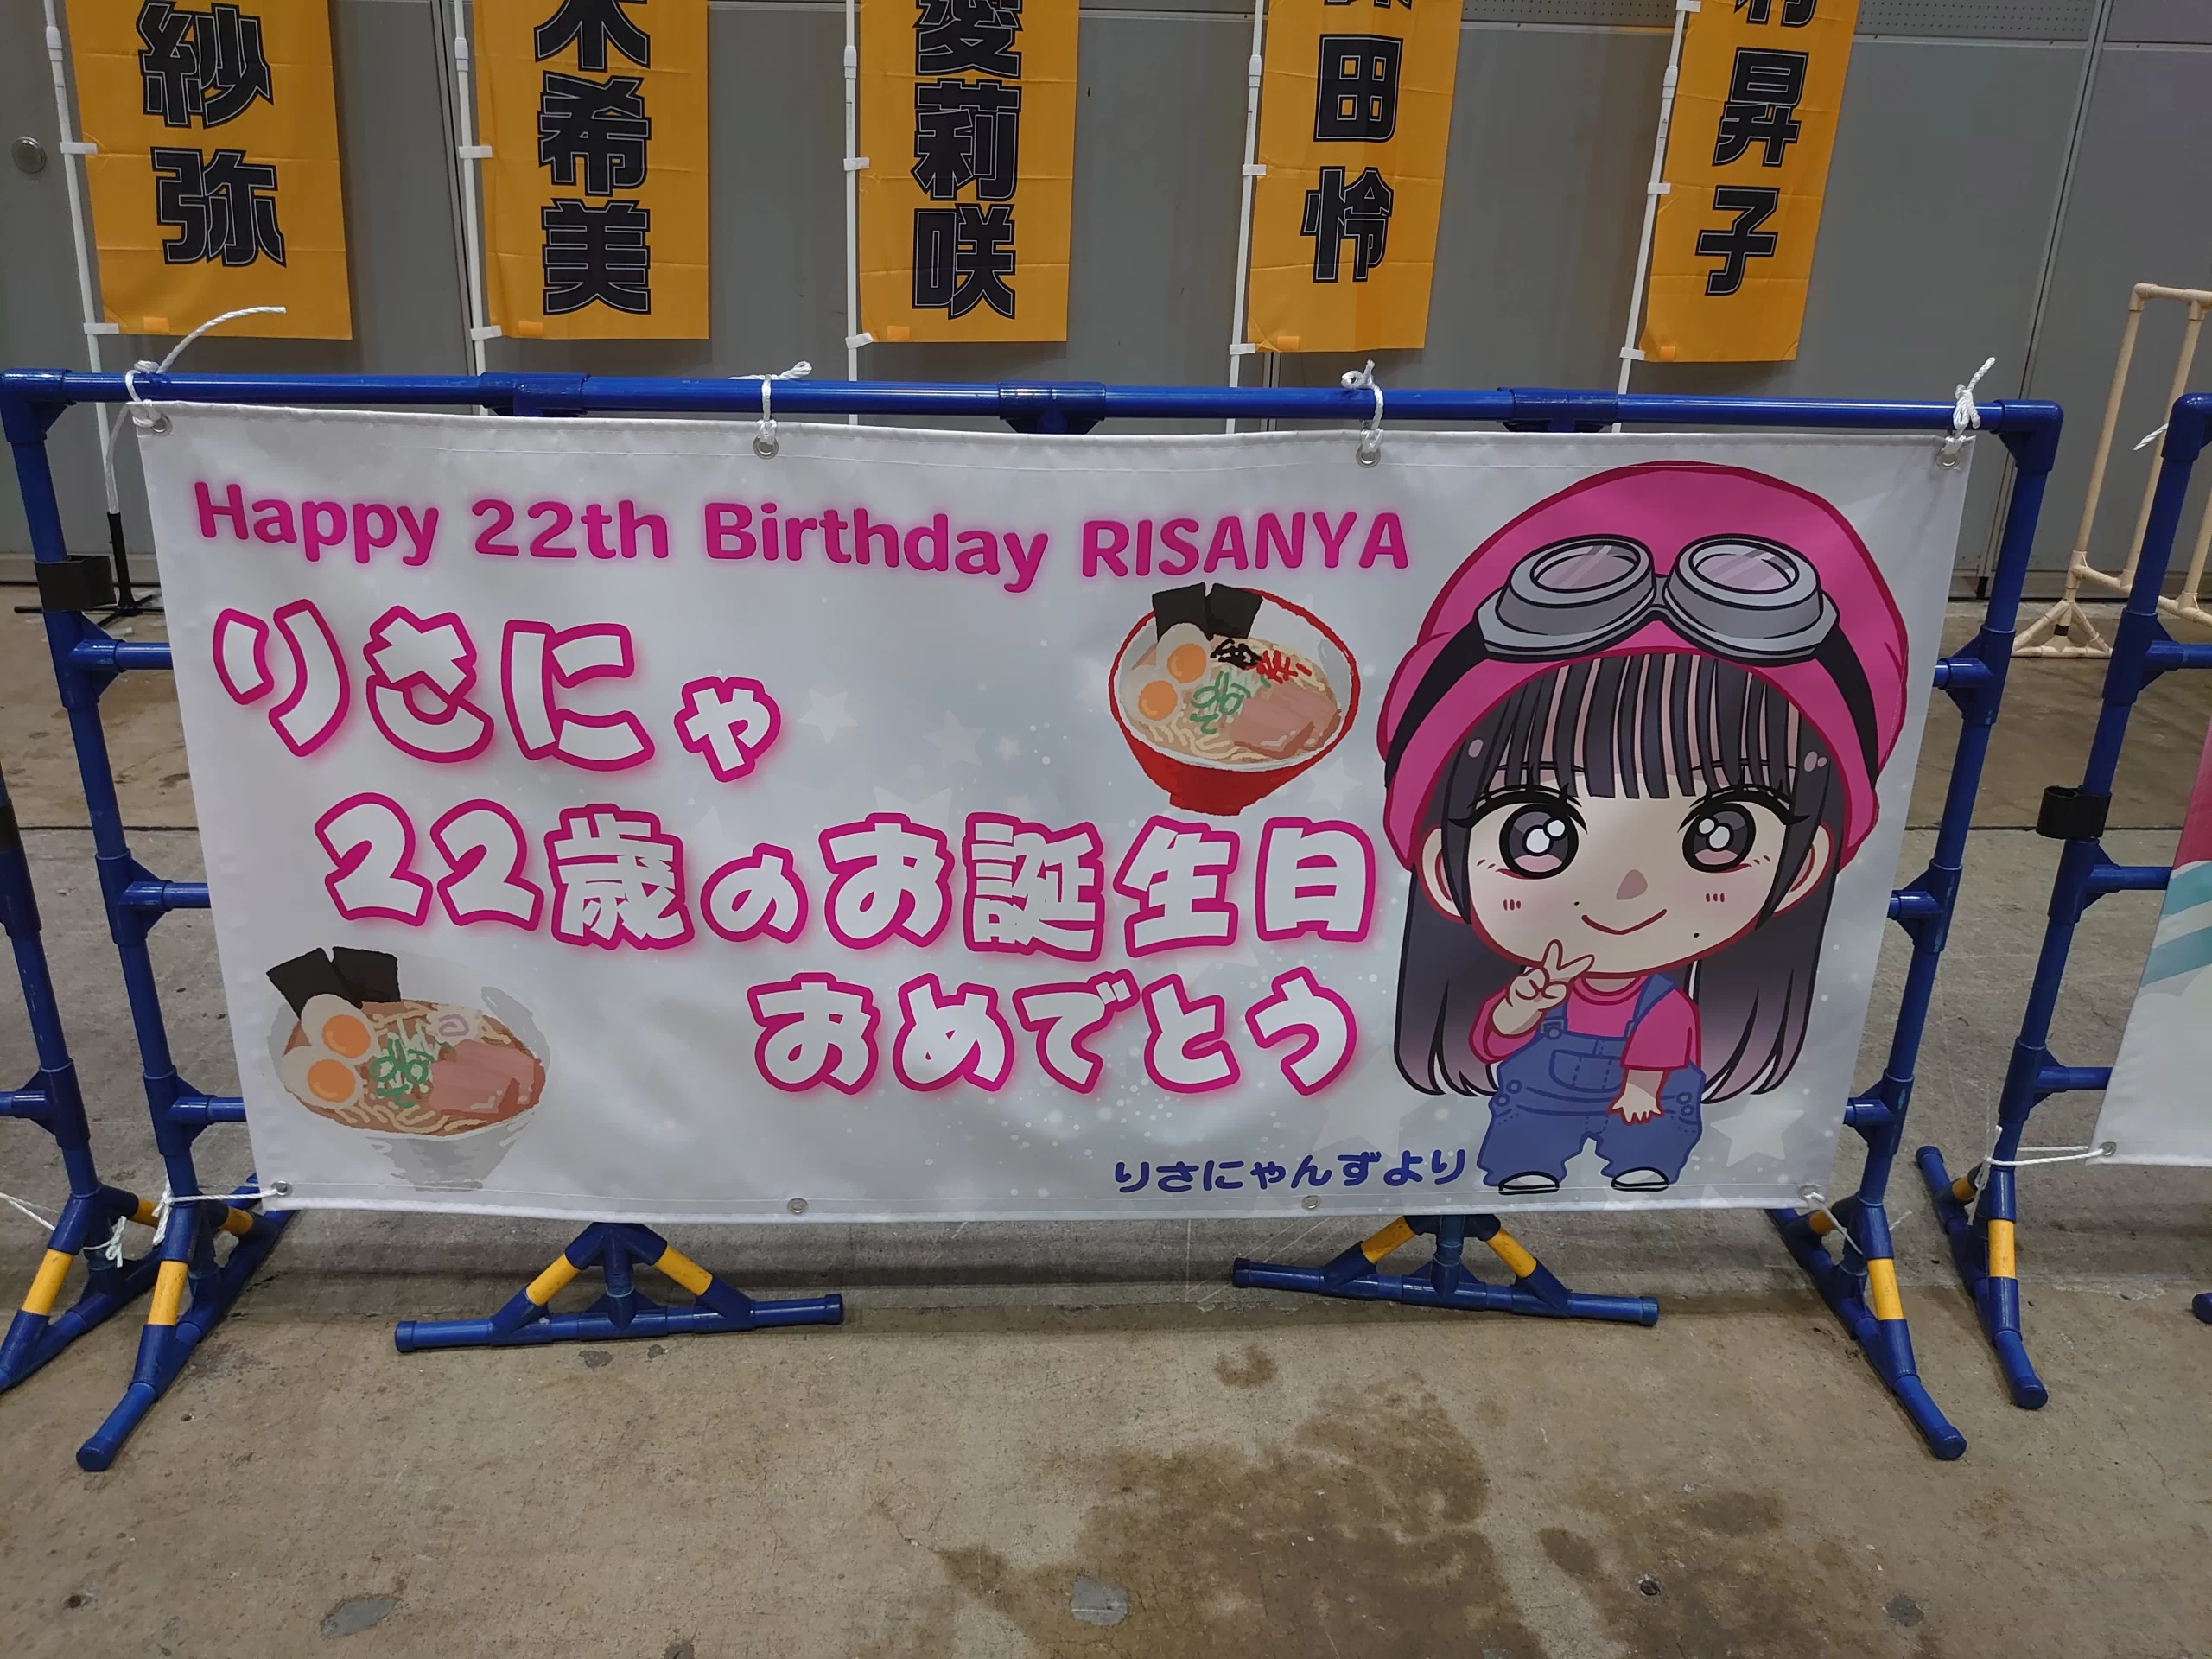 紗弥
木希美
愛莉咲
田怜
昇子
Happy 22th Birthday RISANYA
りさにゃ
22歳のお誕生日
おめでとう
りさにゃんずより